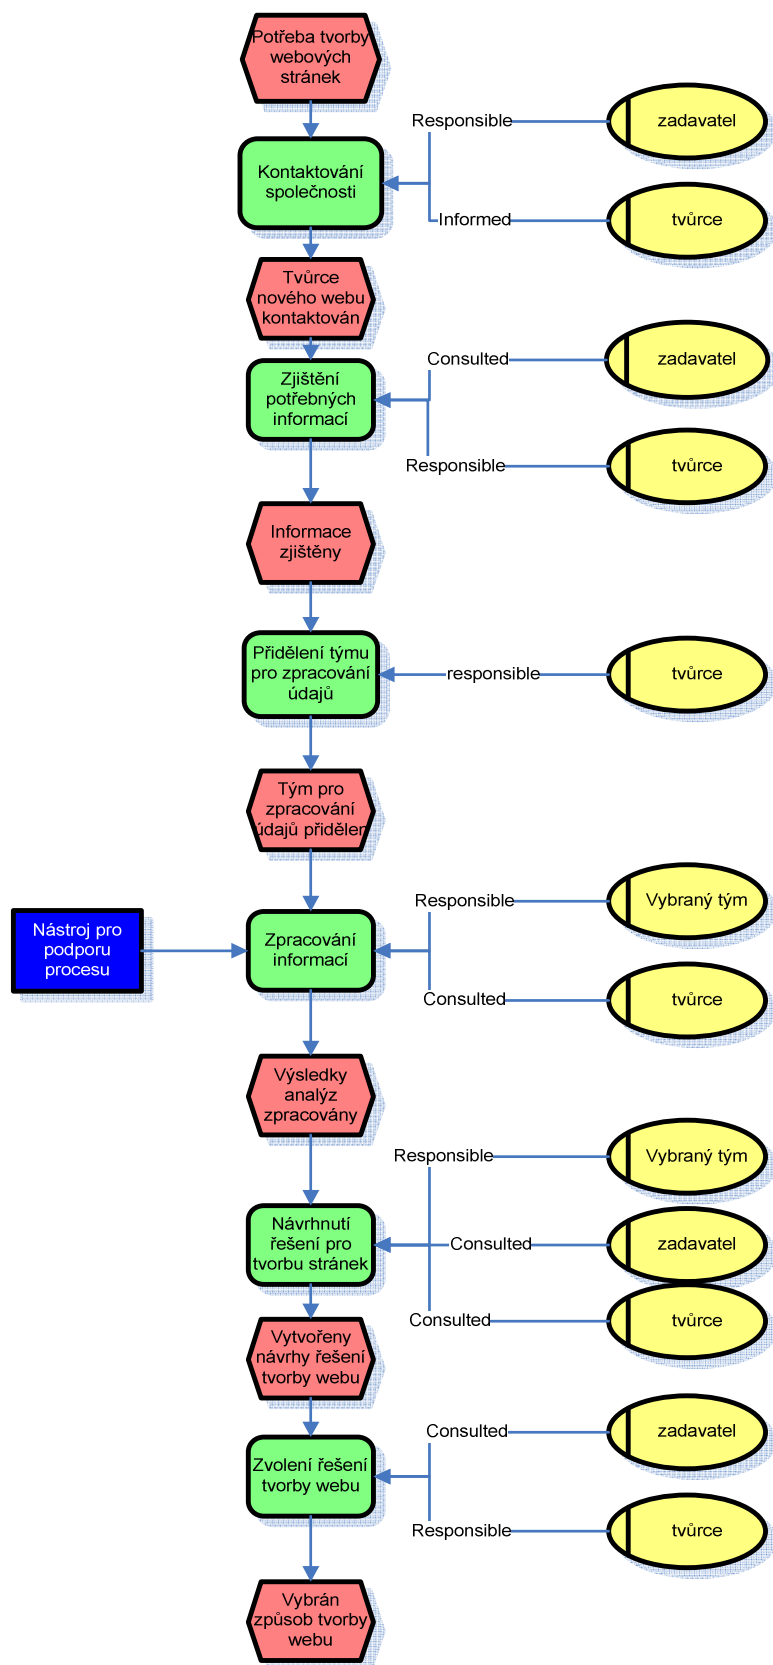 Potřeba tvorby
webových
stránek
Responsible
zadavatel
Kontaktování
společnosti
Informed
tvůrce
Tvůrce
nového webu
kontaktován
Consulted
zadavatel
Zjištění
potřebných
informací
Responsible
tvůrce
Informace
zjištěny
Přidělení týmu
pro zpracování
údajů
responsible
tvůrce
Tým pro
zpracování
údajů přidělen
Responsible
Vybraný tým
Nástroj pro
podporu
procesu
Zpracování
informací
Consulted
tvůrce
Výsledky
analýz
zpracovány
Responsible
Vybraný tým
Návrhnutí
řešení pro
tvorbu stránek
Consulted
zadavatel
Consulted
tvůrce
Vytvořeny
návrhy řešení
tvorby webu
Consulted
zadavatel
Zvolení řešení
tvorby webu
Responsible
tvůrce
Vybrán
způsob tvorby
webu